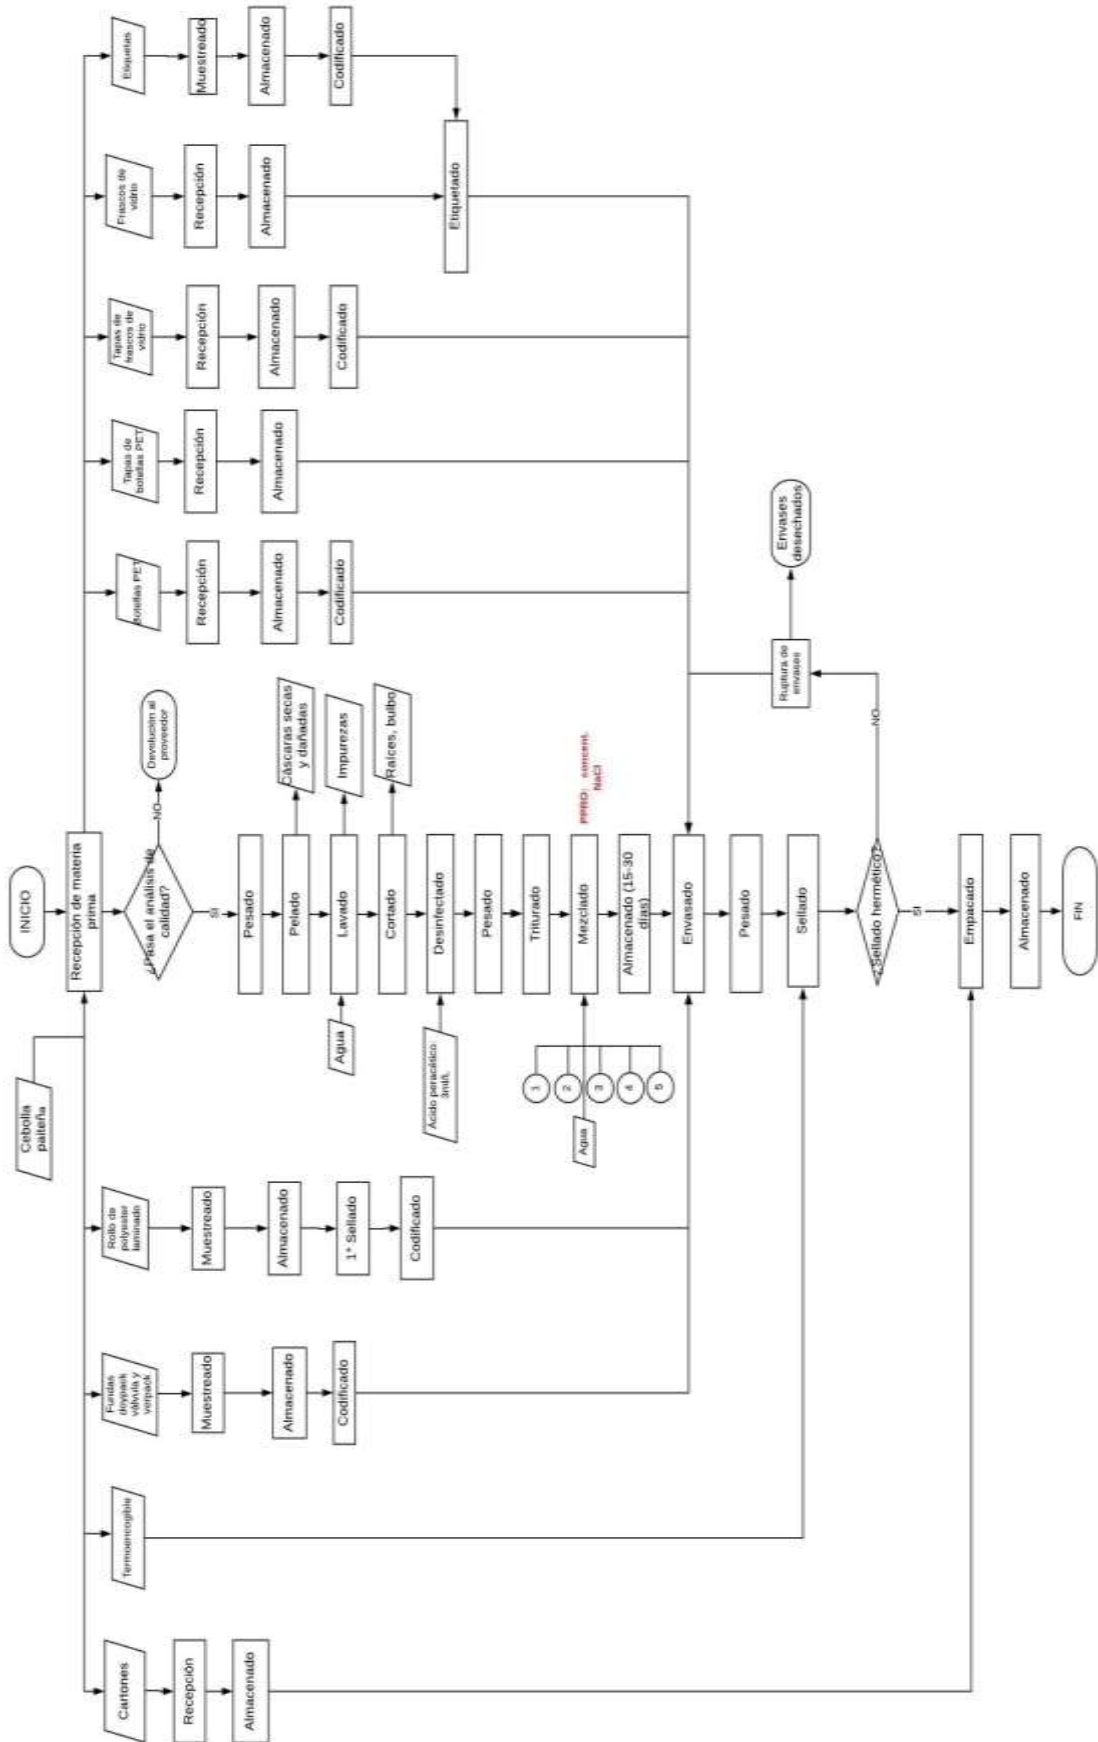 INICIO
Cebolla
paiteña
Recepción de materia
prima
Cartones
Recepción
Almacenado
Termoencogible
Fundas
doypack
válvula y
verpack
Muestreado
Almacenado
Codificado
Rollo de
polyester
laminado
Muestreado
Almacenado
1° Sellado
Codificado
¿Pasa el análisis de
calidad?
NO
Devolución al
proveedor
SI
Pesado
Pelado
Cáscaras secas
y dañadas
Agua
Lavado
Impurezas
Cortado
Raíces, bulbo
Ácido peracético
3ml/L
Desinfectado
Pesado
Triturado
1
2
3
4
5
Agua
Mezclado
PPRO: concent.
NaCl
Almacenado (15-30
días)
Envasado
Pesado
Sellado
¿Sellado hermético?
NO
Ruptura de
envases
Envases
desechados
SI
Empacado
Almacenado
FIN
Botellas PET
Recepción
Almacenado
Codificado
Tapas de
botellas PET
Recepción
Almacenado
Tapas de
frascos de
vidrio
Recepción
Almacenado
Codificado
Frascos de
vidrio
Recepción
Almacenado
Etiquetas
Muestreado
Almacenado
Codificado
Etiquetado